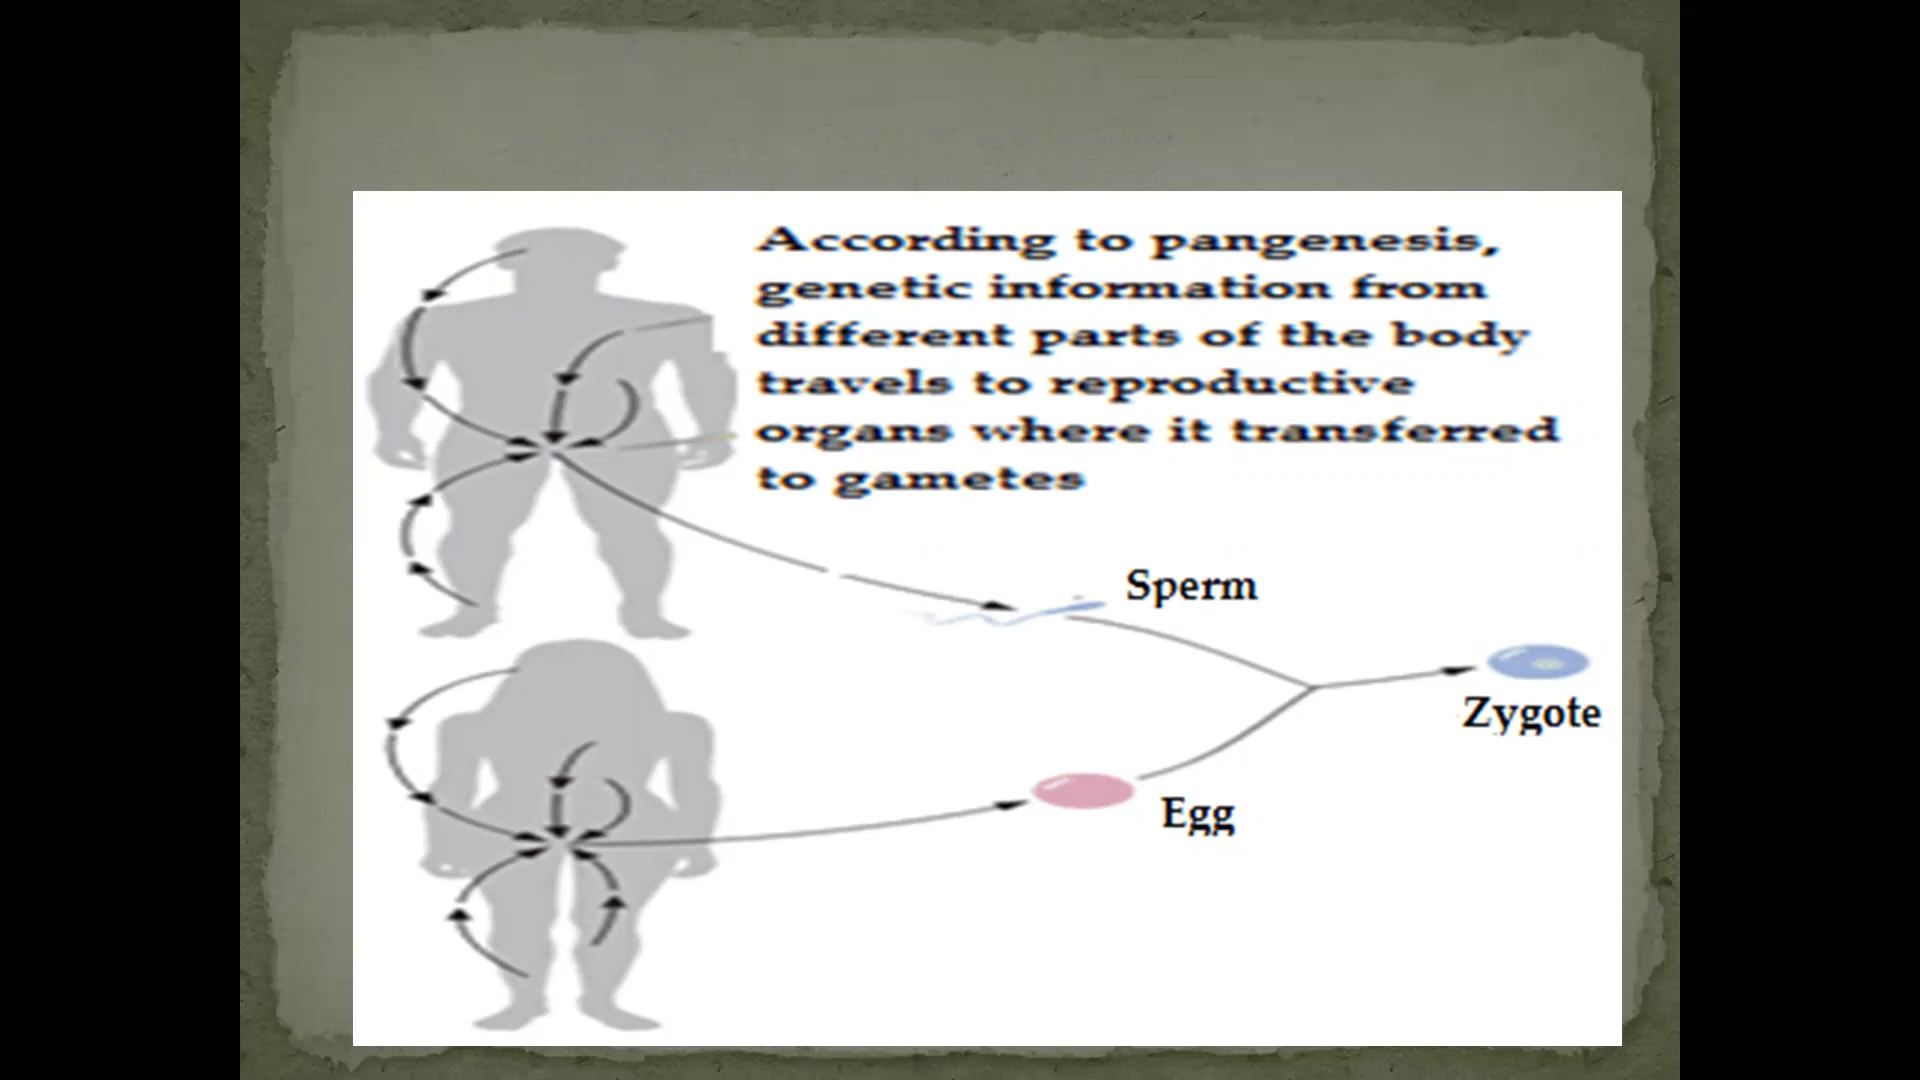 According to pangenesis,
genetic information from
different parts of the body
travels to reproductive
organs where it transferred
to gametes
Sperm
Zygote
Egg